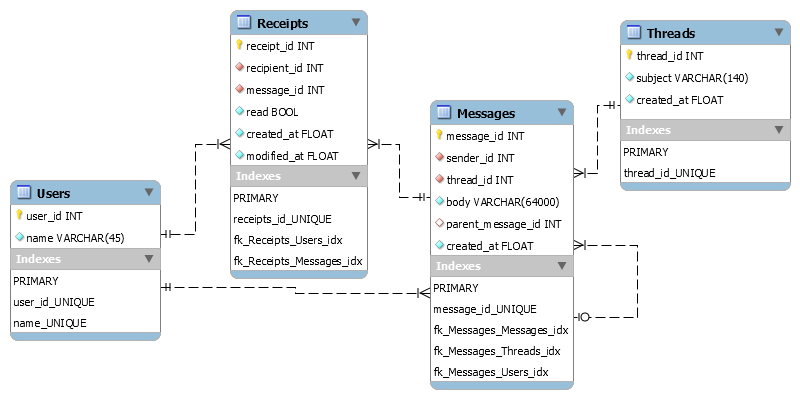 Receipts
receipt_id INT
recipient_id INT
message_id INT
read BOOL
created_at FLOAT
modified_at FLOAT
Indexes
PRIMARY
receipts_id_UNIQUE
fk_Receipts_Users_idx
fk_Receipts_Messages_idx
Threads
thread_id INT
subject VARCHAR(140)
created_at FLOAT
Indexes
PRIMARY
thread_id_UNIQUE
Messages
message_id INT
sender_id INT
thread_id INT
body VARCHAR(64000)
parent_message_id INT
created_at FLOAT
Indexes
PRIMARY
message_id_UNIQUE
fk_Messages_Messages_idx
fk_Messages_Threads_idx
fk_Messages_Users_idx
Users
user_id INT
name VARCHAR(45)
Indexes
PRIMARY
user_id_UNIQUE
name_UNIQUE